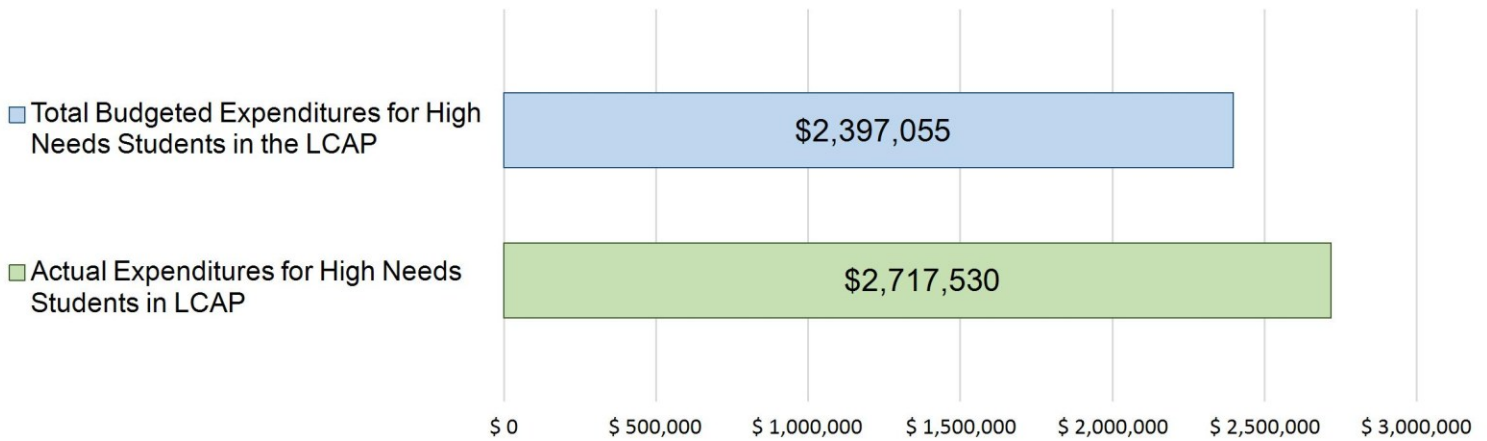 Total Budgeted Expenditures for High
Needs Students in the LCAP
$2,397,055
Actual Expenditures for High Needs
Students in LCAP
$2,717,530
$ 0
$ 500,000
$ 1,000,000
$ 1,500,000
$ 2,000,000
$ 2,500,000
$ 3,000,000